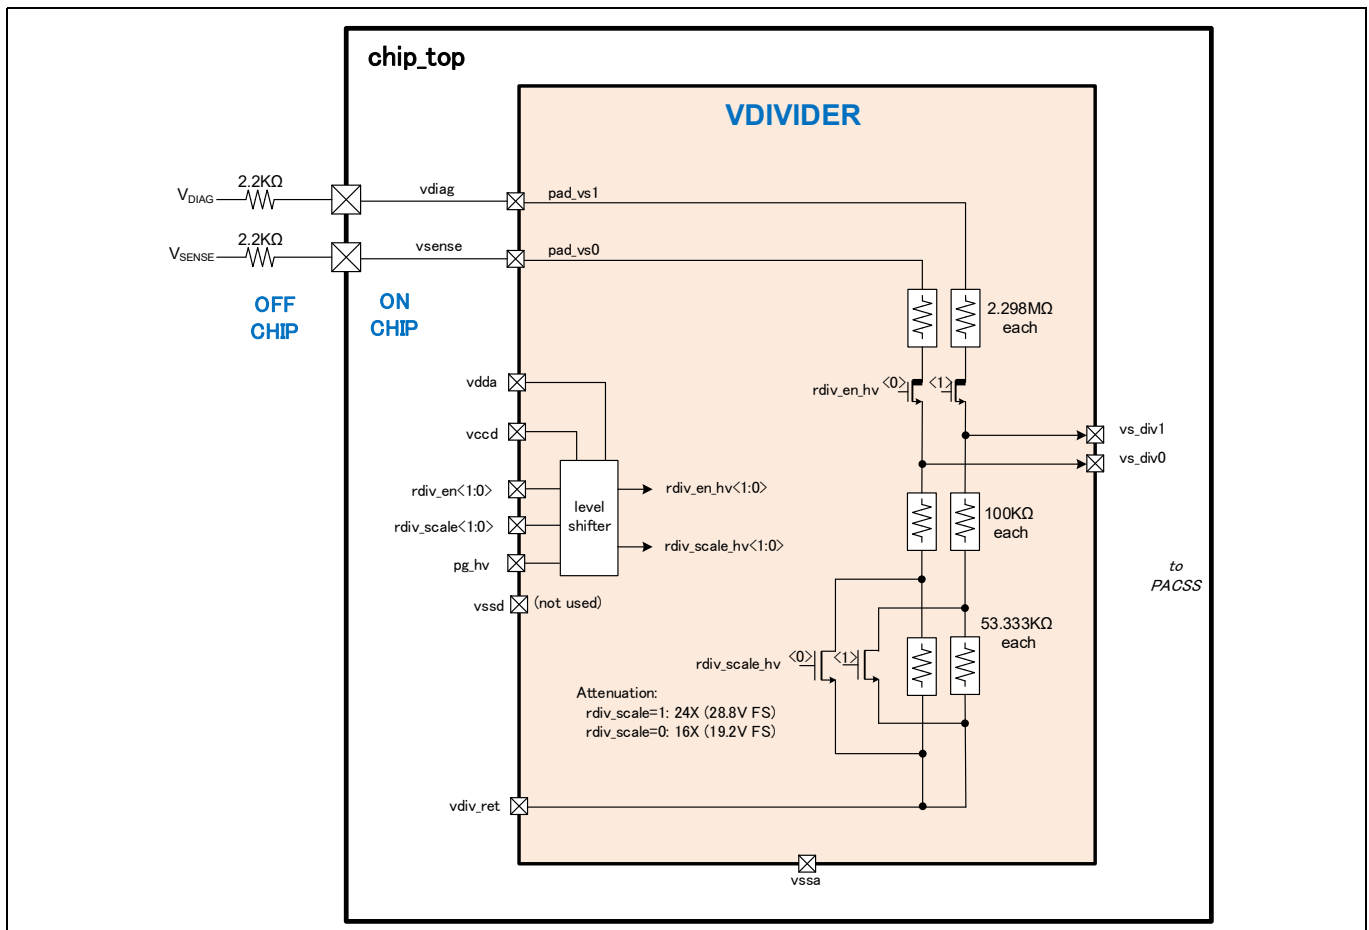 chip_top
VDIVIDER
2.2KΩ
VDIAG
vdiag
pad_vs1
2.2KΩ
VSENSE
vsense
pad_vs0
OFF
CHIP
ON
CHIP
2.298MΩ
each
vdda
rdiv_en_hv
<0>
<1>
vccd
vs_div1
vs_div0
rdiv_en<1:0>
rdiv_en_hv<1:0>
level
shifter
rdiv_scale<1:0>
rdiv_scale_hv<1:0>
100KΩ
each
pg_hv
to
PACSS
vssd
(not used)
53.333KΩ
each
rdiv_scale_hv
<0>
<1>
Attenuation:
rdiv_scale=1: 24X (28.8V FS)
rdiv_scale=0: 16X (19.2V FS)
vdiv_ret
vssa